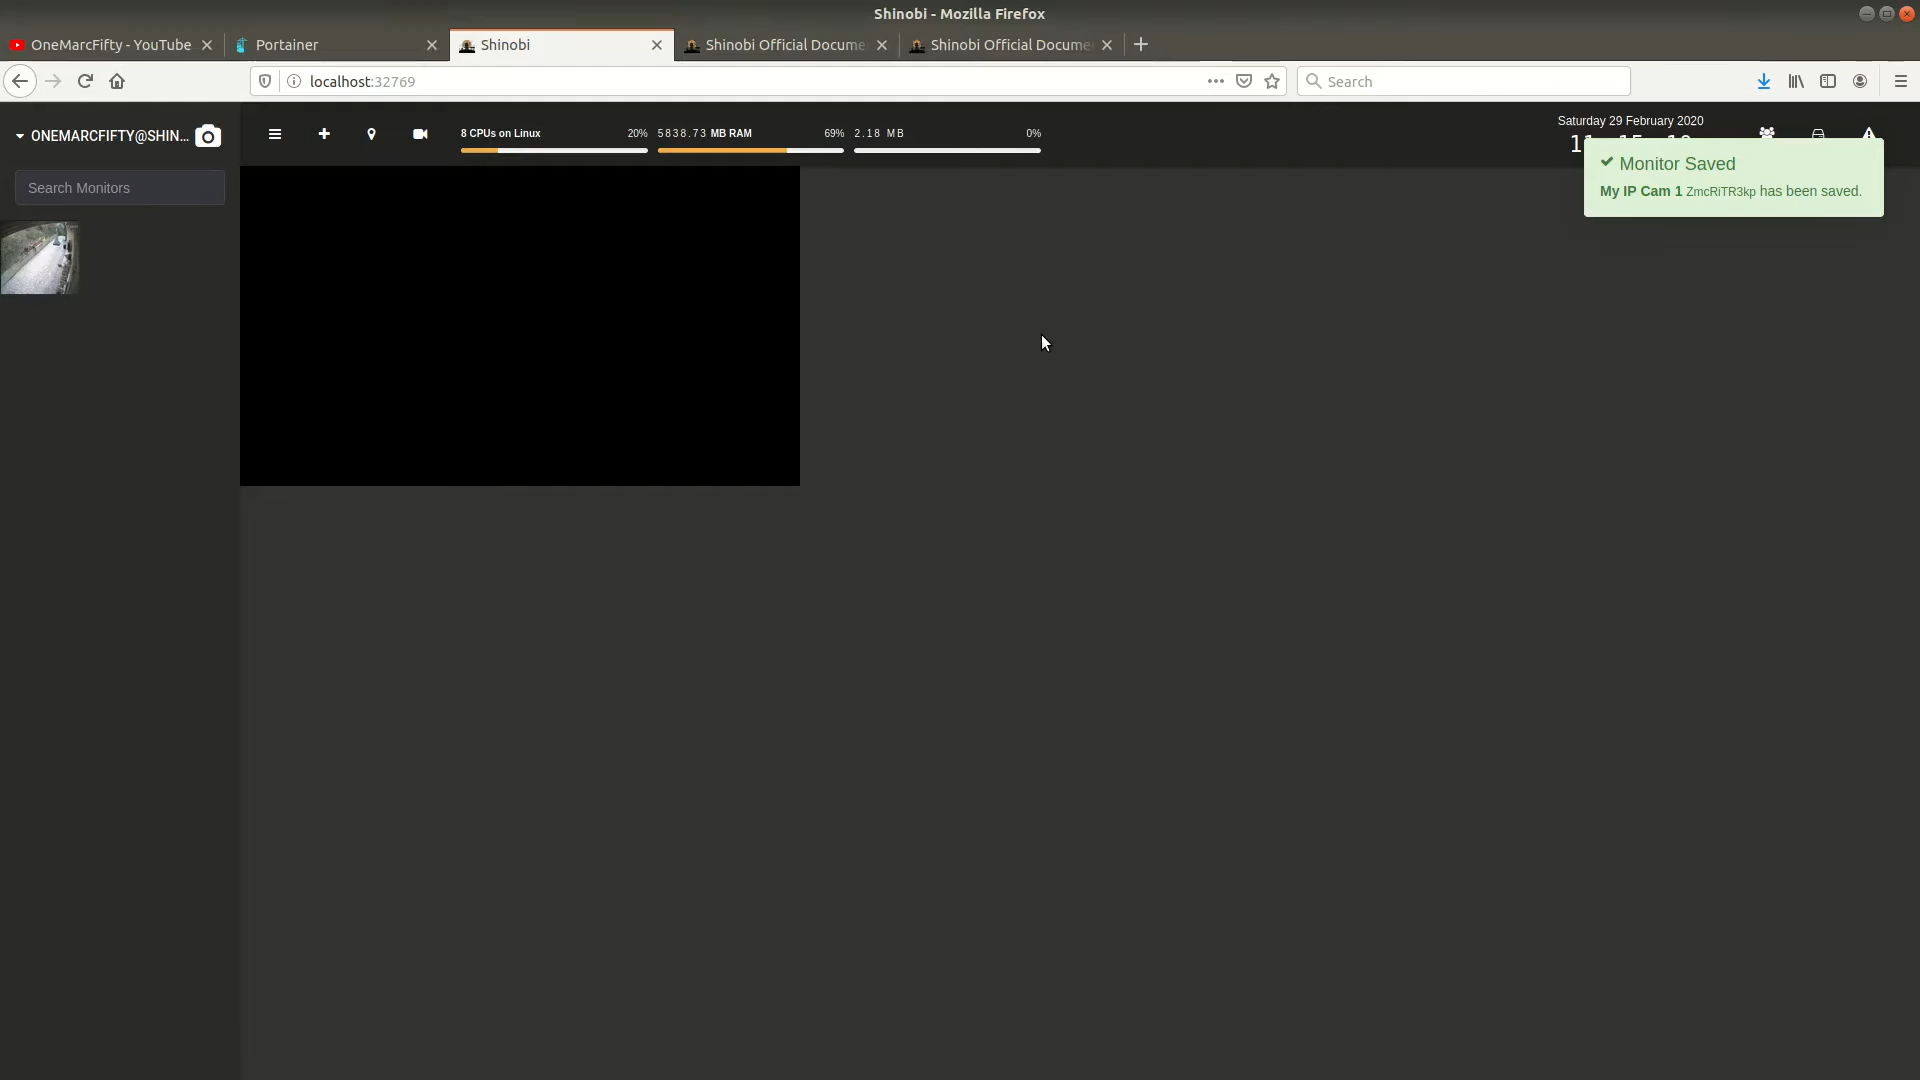 Shinobi - Mozilla Firefox
OneMarcFifty - YouTube
Portainer
Shinobi
Shinobi Official Docume
Shinobi Official Docume
localhost:32769
Search
ONEMARCFIFTY@SHIN...
8 CPUs on Linux 20%
5838.73 MB RAM 69%
2.18 MB 0%
Saturday 29 February 2020
Monitor Saved
My IP Cam 1 ZmcRiTR3kp has been saved.
Search Monitors